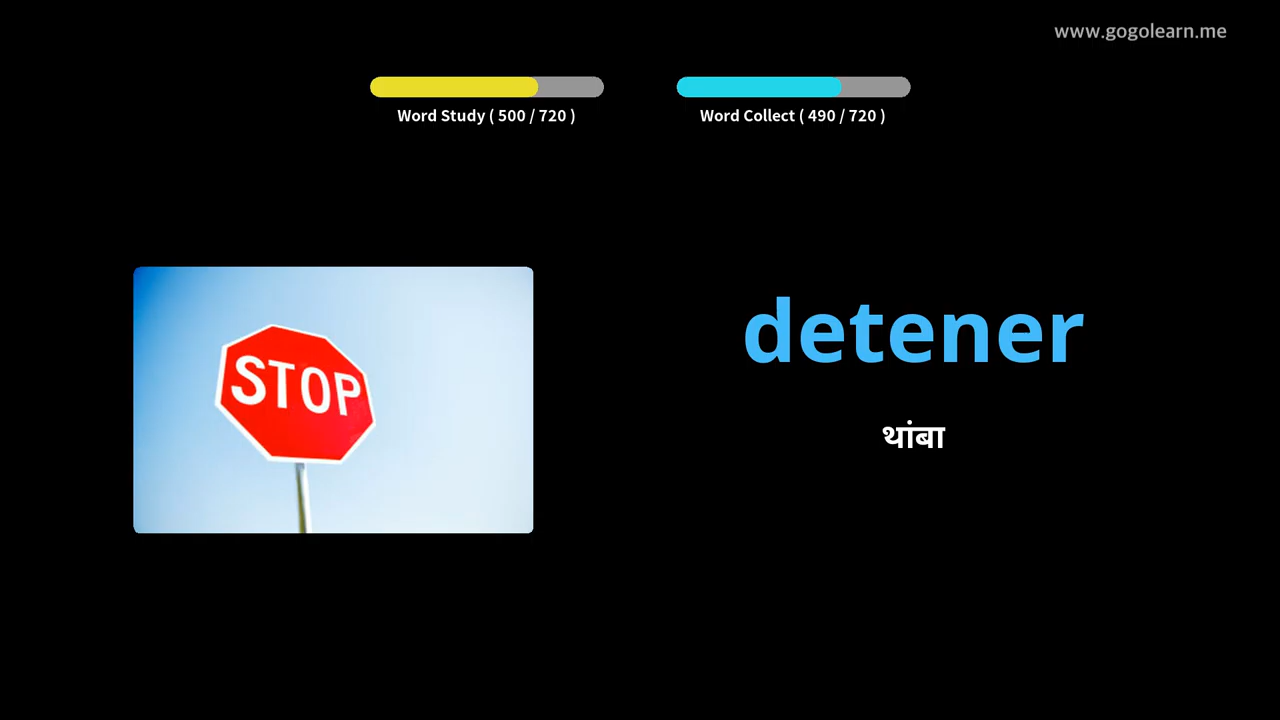 www.gogolearn.me
Word Study ( 500 / 720 )
Word Collect ( 490 / 720 )
STOP
detener
थांबा